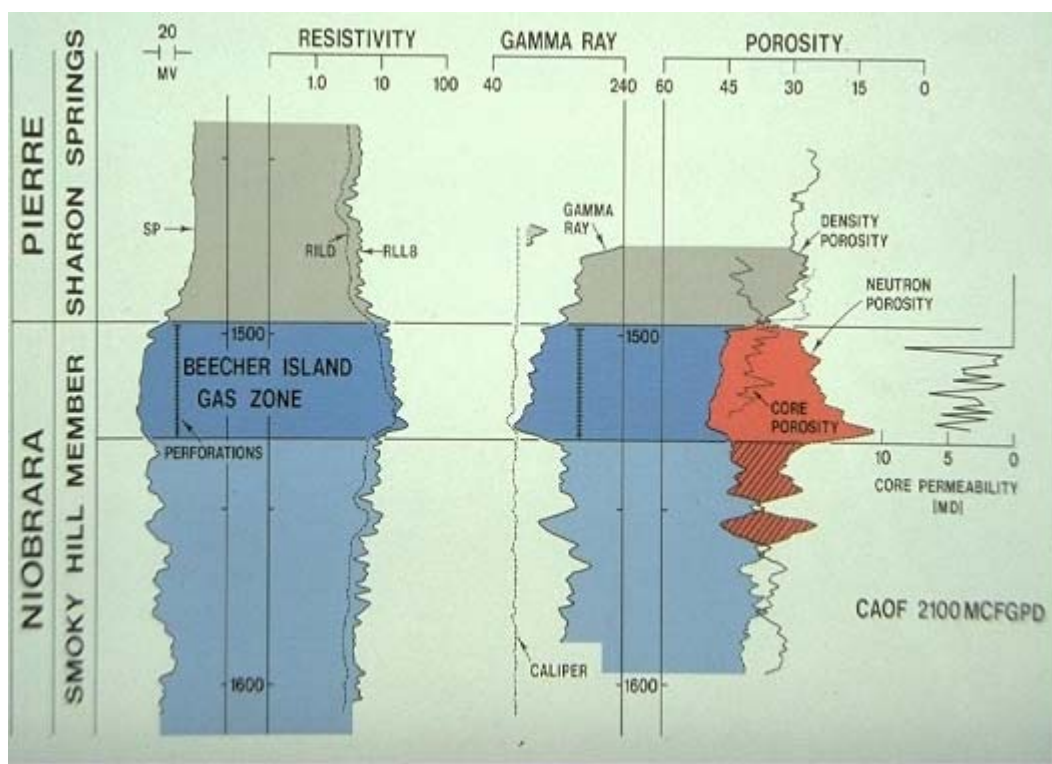 PIERRE
SHARON SPRINGS
NIOBRARA
SMOKY HILL MEMBER
20
MV
RESISTIVITY
1.0 10 100
GAMMA RAY
40 240
POROSITY
60 45 30 15 0
SP
RILD
RLL8
GAMMA
RAY
DENSITY
POROSITY
NEUTRON
POROSITY
1500
1500
BEECHER ISLAND
GAS ZONE
PERFORATIONS
CORE
POROSITY
10 5 0
CORE PERMEABILITY
[MD]
CAOF 2100 MCFGPD
CALIPER
1600
1600